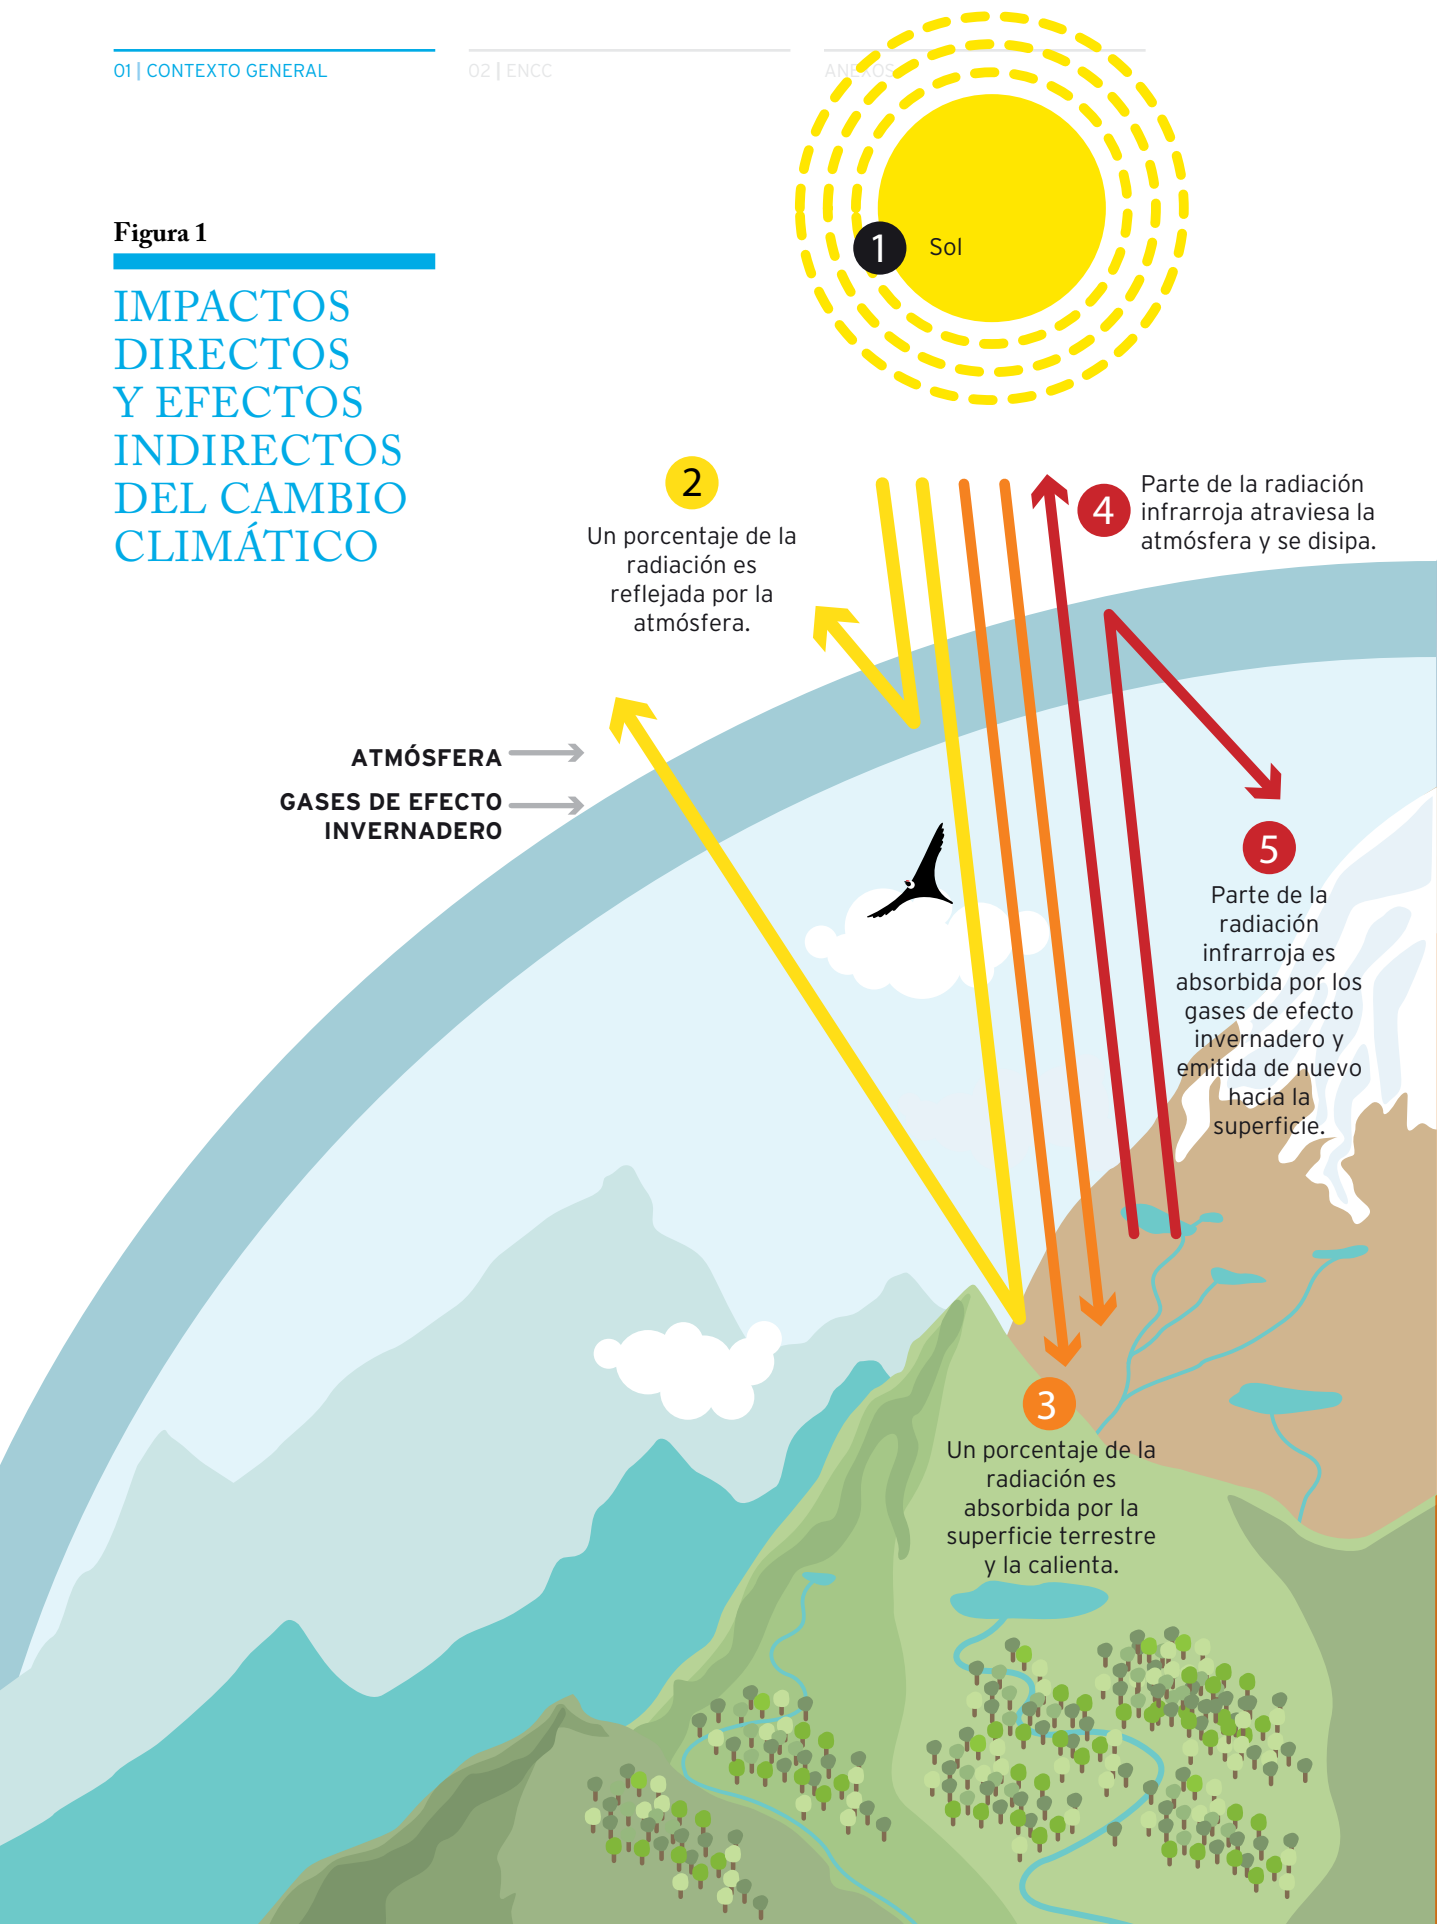 01 | CONTEXTO GENERAL
02 | ENCC
ANEXOS
Figura 1
IMPACTOS
DIRECTOS
Y EFECTOS
INDIRECTOS
DEL CAMBIO
CLIMÁTICO
1
Sol
2
Un porcentaje de la
radiación es
reflejada por la
atmósfera.
4
Parte de la radiación
infrarroja atraviesa la
atmósfera y se disipa.
ATMÓSFERA
GASES DE EFECTO
INVERNADERO
5
Parte de la
radiación
infrarroja es
absorbida por los
gases de efecto
invernadero y
emitida de nuevo
hacia la
superficie.
3
Un porcentaje de la
radiación es
absorbida por la
superficie terrestre
y la calienta.